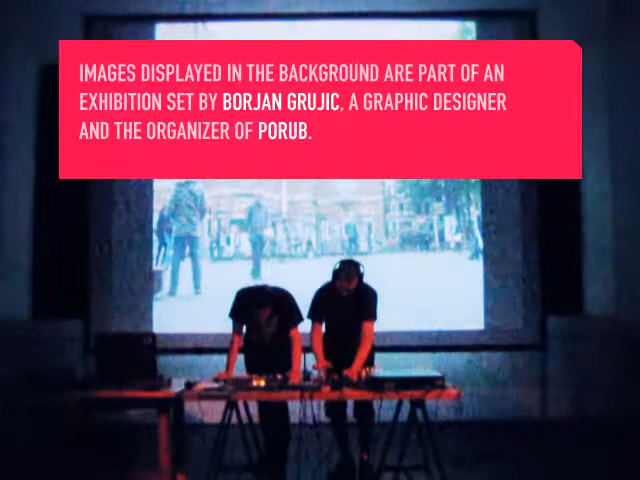 IMAGES DISPLAYED IN THE BACKGROUND ARE PART OF AN
EXHIBITION SET BY BORJAN GRUJIC, A GRAPHIC DESIGNER
AND THE ORGANIZER OF PORUB.